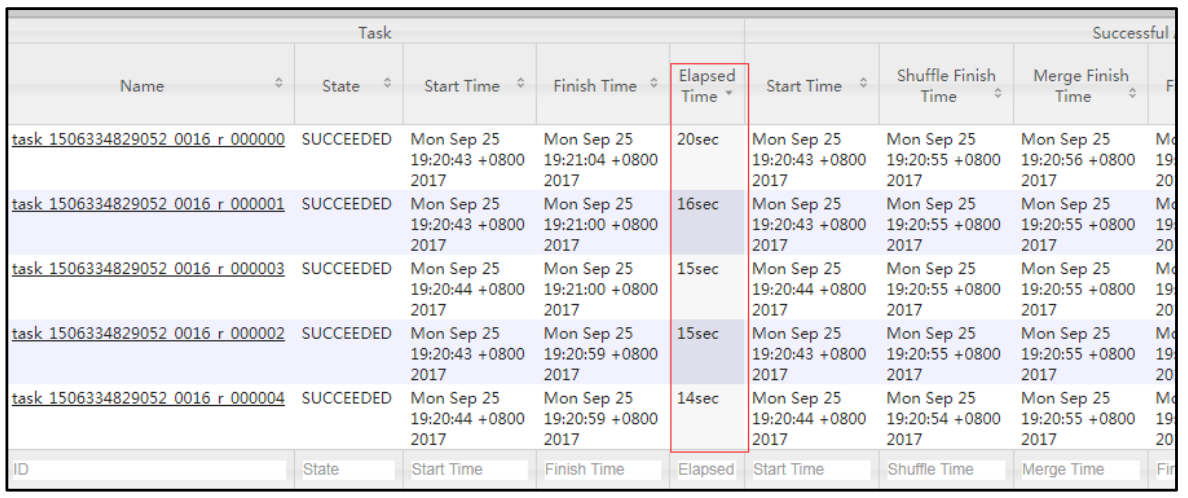 Task
Successful
Name
State
Start Time
Finish Time
Elapsed
Time
Start Time
Shuffle Finish
Time
Merge Finish
Time
task_1506334829052_0016_r_000000 SUCCEEDED Mon Sep 25 Mon Sep 25 20sec Mon Sep 25 Mon Sep 25 Mon Sep 25
19:20:43 +0800 19:21:04 +0800 19:20:43 +0800 19:20:55 +0800 19:20:56 +0800
2017 2017 2017 2017 2017
task_1506334829052_0016_r_000001 SUCCEEDED Mon Sep 25 Mon Sep 25 16sec Mon Sep 25 Mon Sep 25 Mon Sep 25
19:20:43 +0800 19:21:00 +0800 19:20:43 +0800 19:20:55 +0800 19:20:55 +0800
2017 2017 2017 2017 2017
task_1506334829052_0016_r_000003 SUCCEEDED Mon Sep 25 Mon Sep 25 15sec Mon Sep 25 Mon Sep 25 Mon Sep 25
19:20:44 +0800 19:21:00 +0800 19:20:44 +0800 19:20:55 +0800 19:20:55 +0800
2017 2017 2017 2017 2017
task_1506334829052_0016_r_000002 SUCCEEDED Mon Sep 25 Mon Sep 25 15sec Mon Sep 25 Mon Sep 25 Mon Sep 25
19:20:43 +0800 19:20:59 +0800 19:20:43 +0800 19:20:55 +0800 19:20:55 +0800
2017 2017 2017 2017 2017
task_1506334829052_0016_r_000004 SUCCEEDED Mon Sep 25 Mon Sep 25 14sec Mon Sep 25 Mon Sep 25 Mon Sep 25
19:20:44 +0800 19:20:59 +0800 19:20:44 +0800 19:20:54 +0800 19:20:55 +0800
2017 2017 2017 2017 2017
ID State Start Time Finish Time Elapsed Start Time Shuffle Time Merge Time